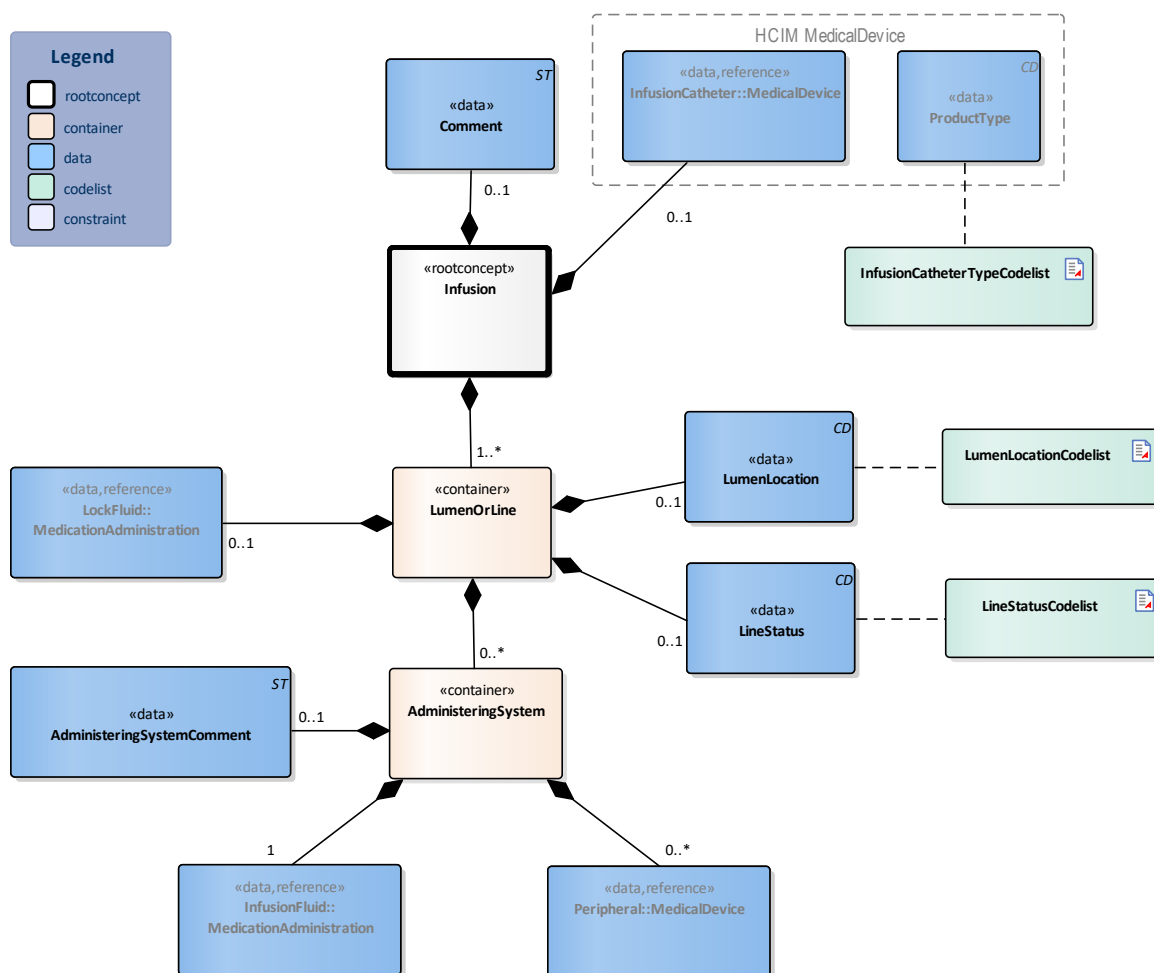 Legend
rootconcept
container
data
codelist
constraint
HCIM MedicalDevice
ST
«data»
Comment
«data,reference»
InfusionCatheter::MedicalDevice
CD
«data»
ProductType
0..1
0..1
«rootconcept»
Infusion
InfusionCatheterTypeCodelist
1..*
«data,reference»
LockFluid::
MedicationAdministration
0..1
«container»
LumenOrLine
CD
«data»
LumenLocation
0..1
LumenLocationCodelist
CD
«data»
LineStatus
0..1
LineStatusCodelist
0..*
ST
«data»
AdministeringSystemComment
0..1
«container»
AdministeringSystem
1
0..*
«data,reference»
InfusionFluid::
MedicationAdministration
«data,reference»
Peripheral::MedicalDevice